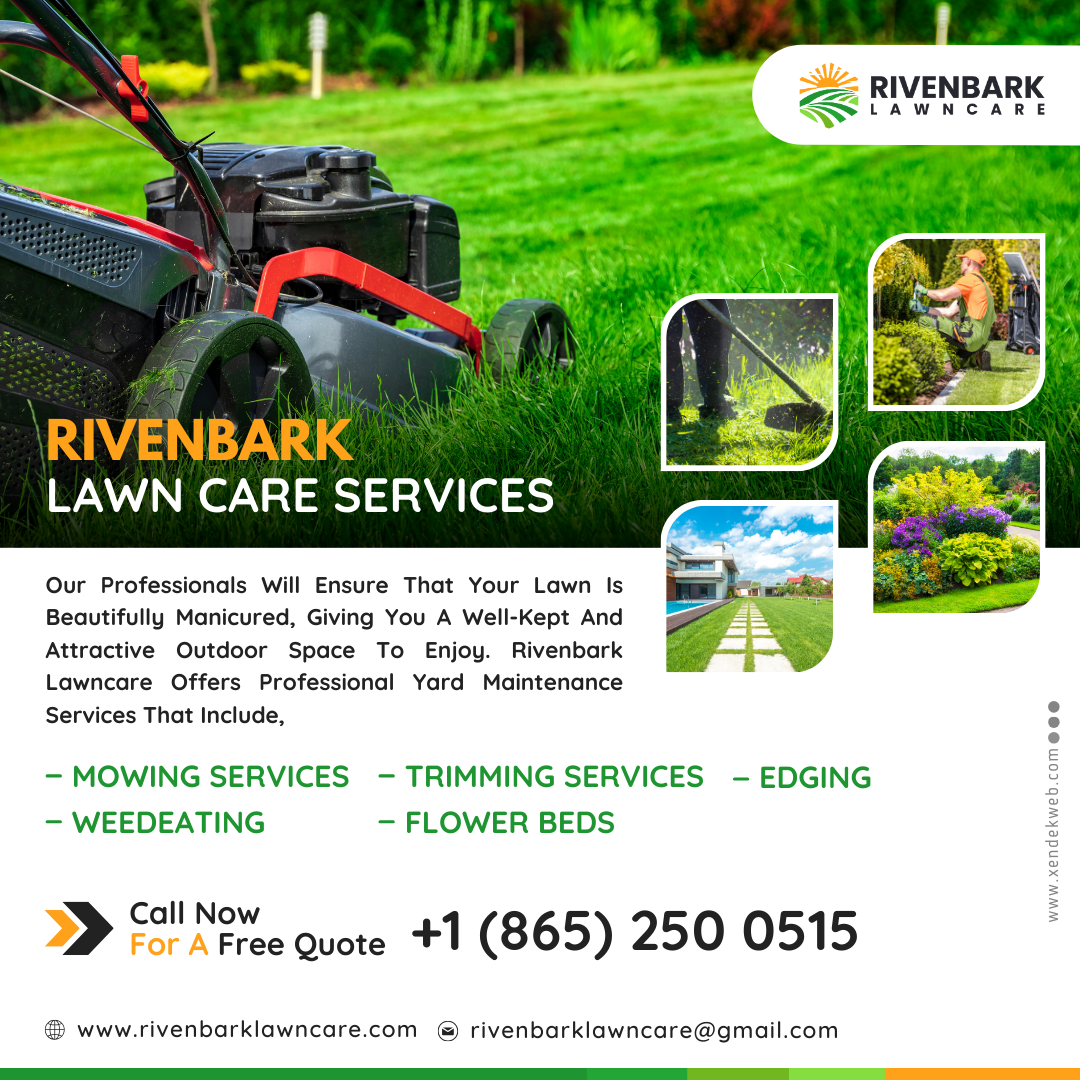 RIVENBARK
LAWNCARE
RIVENBARK
LAWN CARE SERVICES
Our Professionals Will Ensure That Your Lawn Is
Beautifully Manicured, Giving You A Well-Kept And
Attractive Outdoor Space To Enjoy. Rivenbark
Lawncare Offers Professional Yard Maintenance
Services That Include,
– MOWING SERVICES – TRIMMING SERVICES – EDGING
– WEEDEATING – FLOWER BEDS
www.xendekweb.com
Call Now
For A Free Quote
+1 (865) 250 0515
www.rivenbarklawncare.com rivenbarklawncare@gmail.com